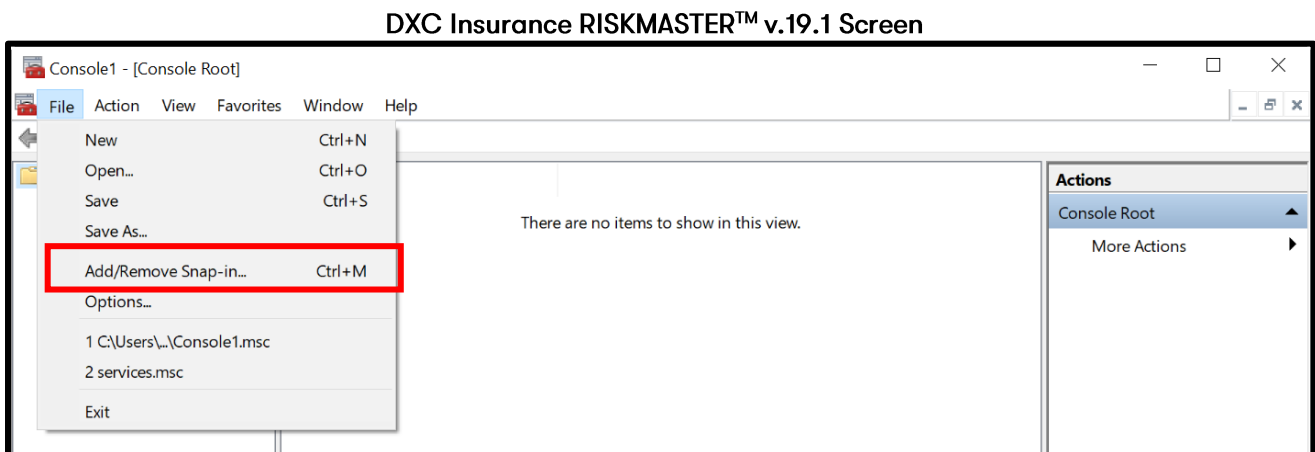 DXC Insurance RISKMASTER™ v.19.1 Screen
Console1 - [Console Root]
File Action View Favorites Window Help
New Ctrl+N
Open... Ctrl+O
Save Ctrl+S
Save As...
Add/Remove Snap-in... Ctrl+M
Options...
1 C:\Users\...\Console1.msc
2 services.msc
Exit
There are no items to show in this view.
Actions
Console Root
More Actions